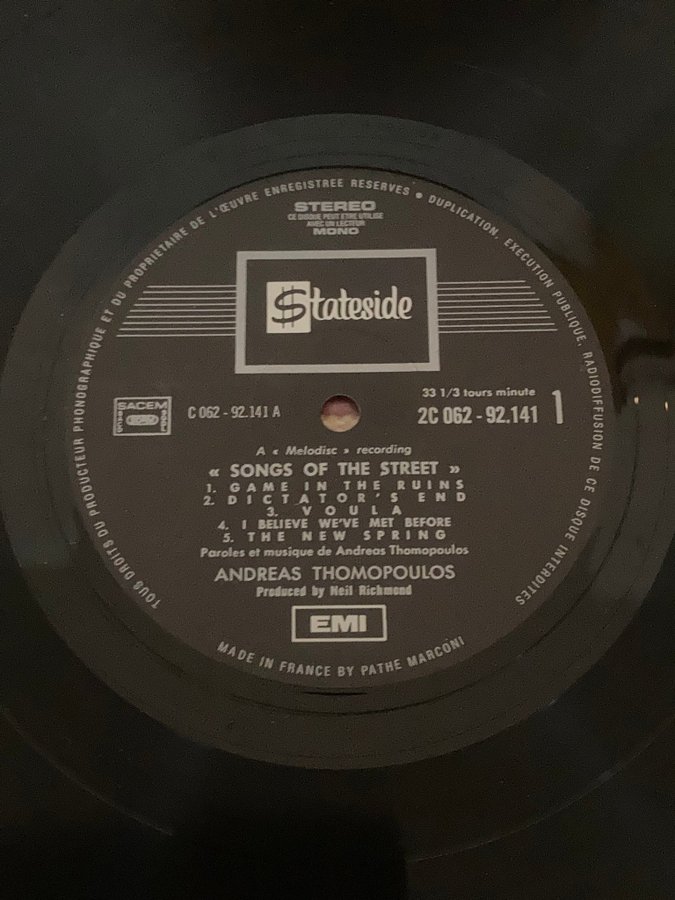 TOUS DROITS DU PRODUCTEUR PHONOGRAPHIQUE ET DU PROPRIETAIRE DE L'ŒUVRE ENREGISTREE RESERVES • DUPLICATION, EXECUTION PUBLIQUE, RADIODIFFUSION DE CE DISQUE INTERDITES
STEREO
CE DISQUE PEUT ETRE UTILISE
AVEC UN LECTEUR
MONO
$tateside
SACEM
C 062 - 92.141 A
33 1/3 tours minute
2C 062 - 92.141 1
A « Melodisc » recording
« SONGS OF THE STREET »
1. GAME IN THE RUINS
2. DICTATOR'S END
3. VOULA
4. I BELIEVE WE'VE MET BEFORE
5. THE NEW SPRING
Paroles et musique de Andreas Thomopoulos
ANDREAS THOMOPOULOS
Produced by Neil Richmond
EMI
MADE IN FRANCE BY PATHE MARCONI